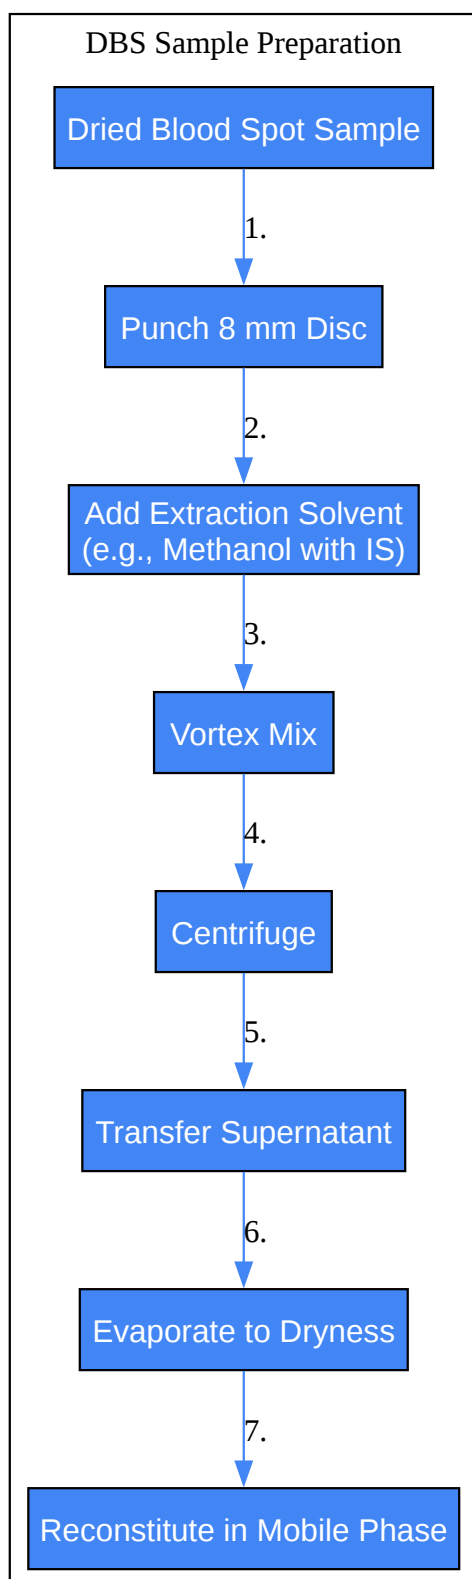 DBS Sample Preparation
Dried Blood Spot Sample
1.
Punch 8 mm Disc
2.
Add Extraction Solvent
(e.g., Methanol with IS)
3.
Vortex Mix
4.
Centrifuge
5.
Transfer Supernatant
6.
Evaporate to Dryness
7.
Reconstitute in Mobile Phase